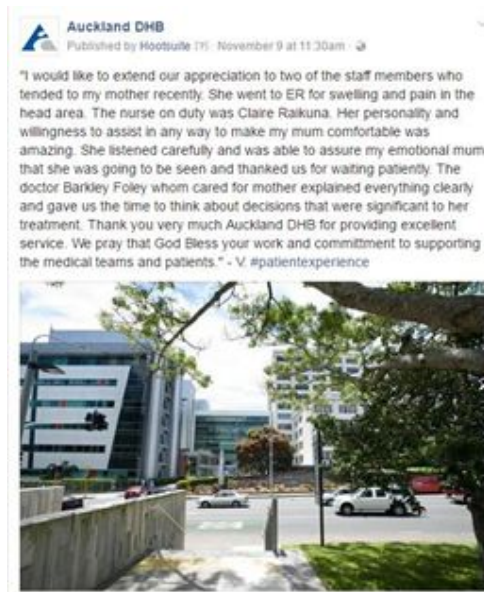 Auckland DHB
Published by Hootsuite [?] · November 9 at 11:30am ·
"I would like to extend our appreciation to two of the staff members who
tended to my mother recently. She went to ER for swelling and pain in the
head area. The nurse on duty was Claire Raikuna. Her personality and
willingness to assist in any way to make my mum comfortable was
amazing. She listened carefully and was able to assure my emotional mum
that she was going to be seen and thanked us for waiting patiently. The
doctor Barkley Foley whom cared for mother explained everything clearly
and gave us the time to think about decisions that were significant to her
treatment. Thank you very much Auckland DHB for providing excellent
service. We pray that God Bless your work and committment to supporting
the medical teams and patients." - V. #patientexperience